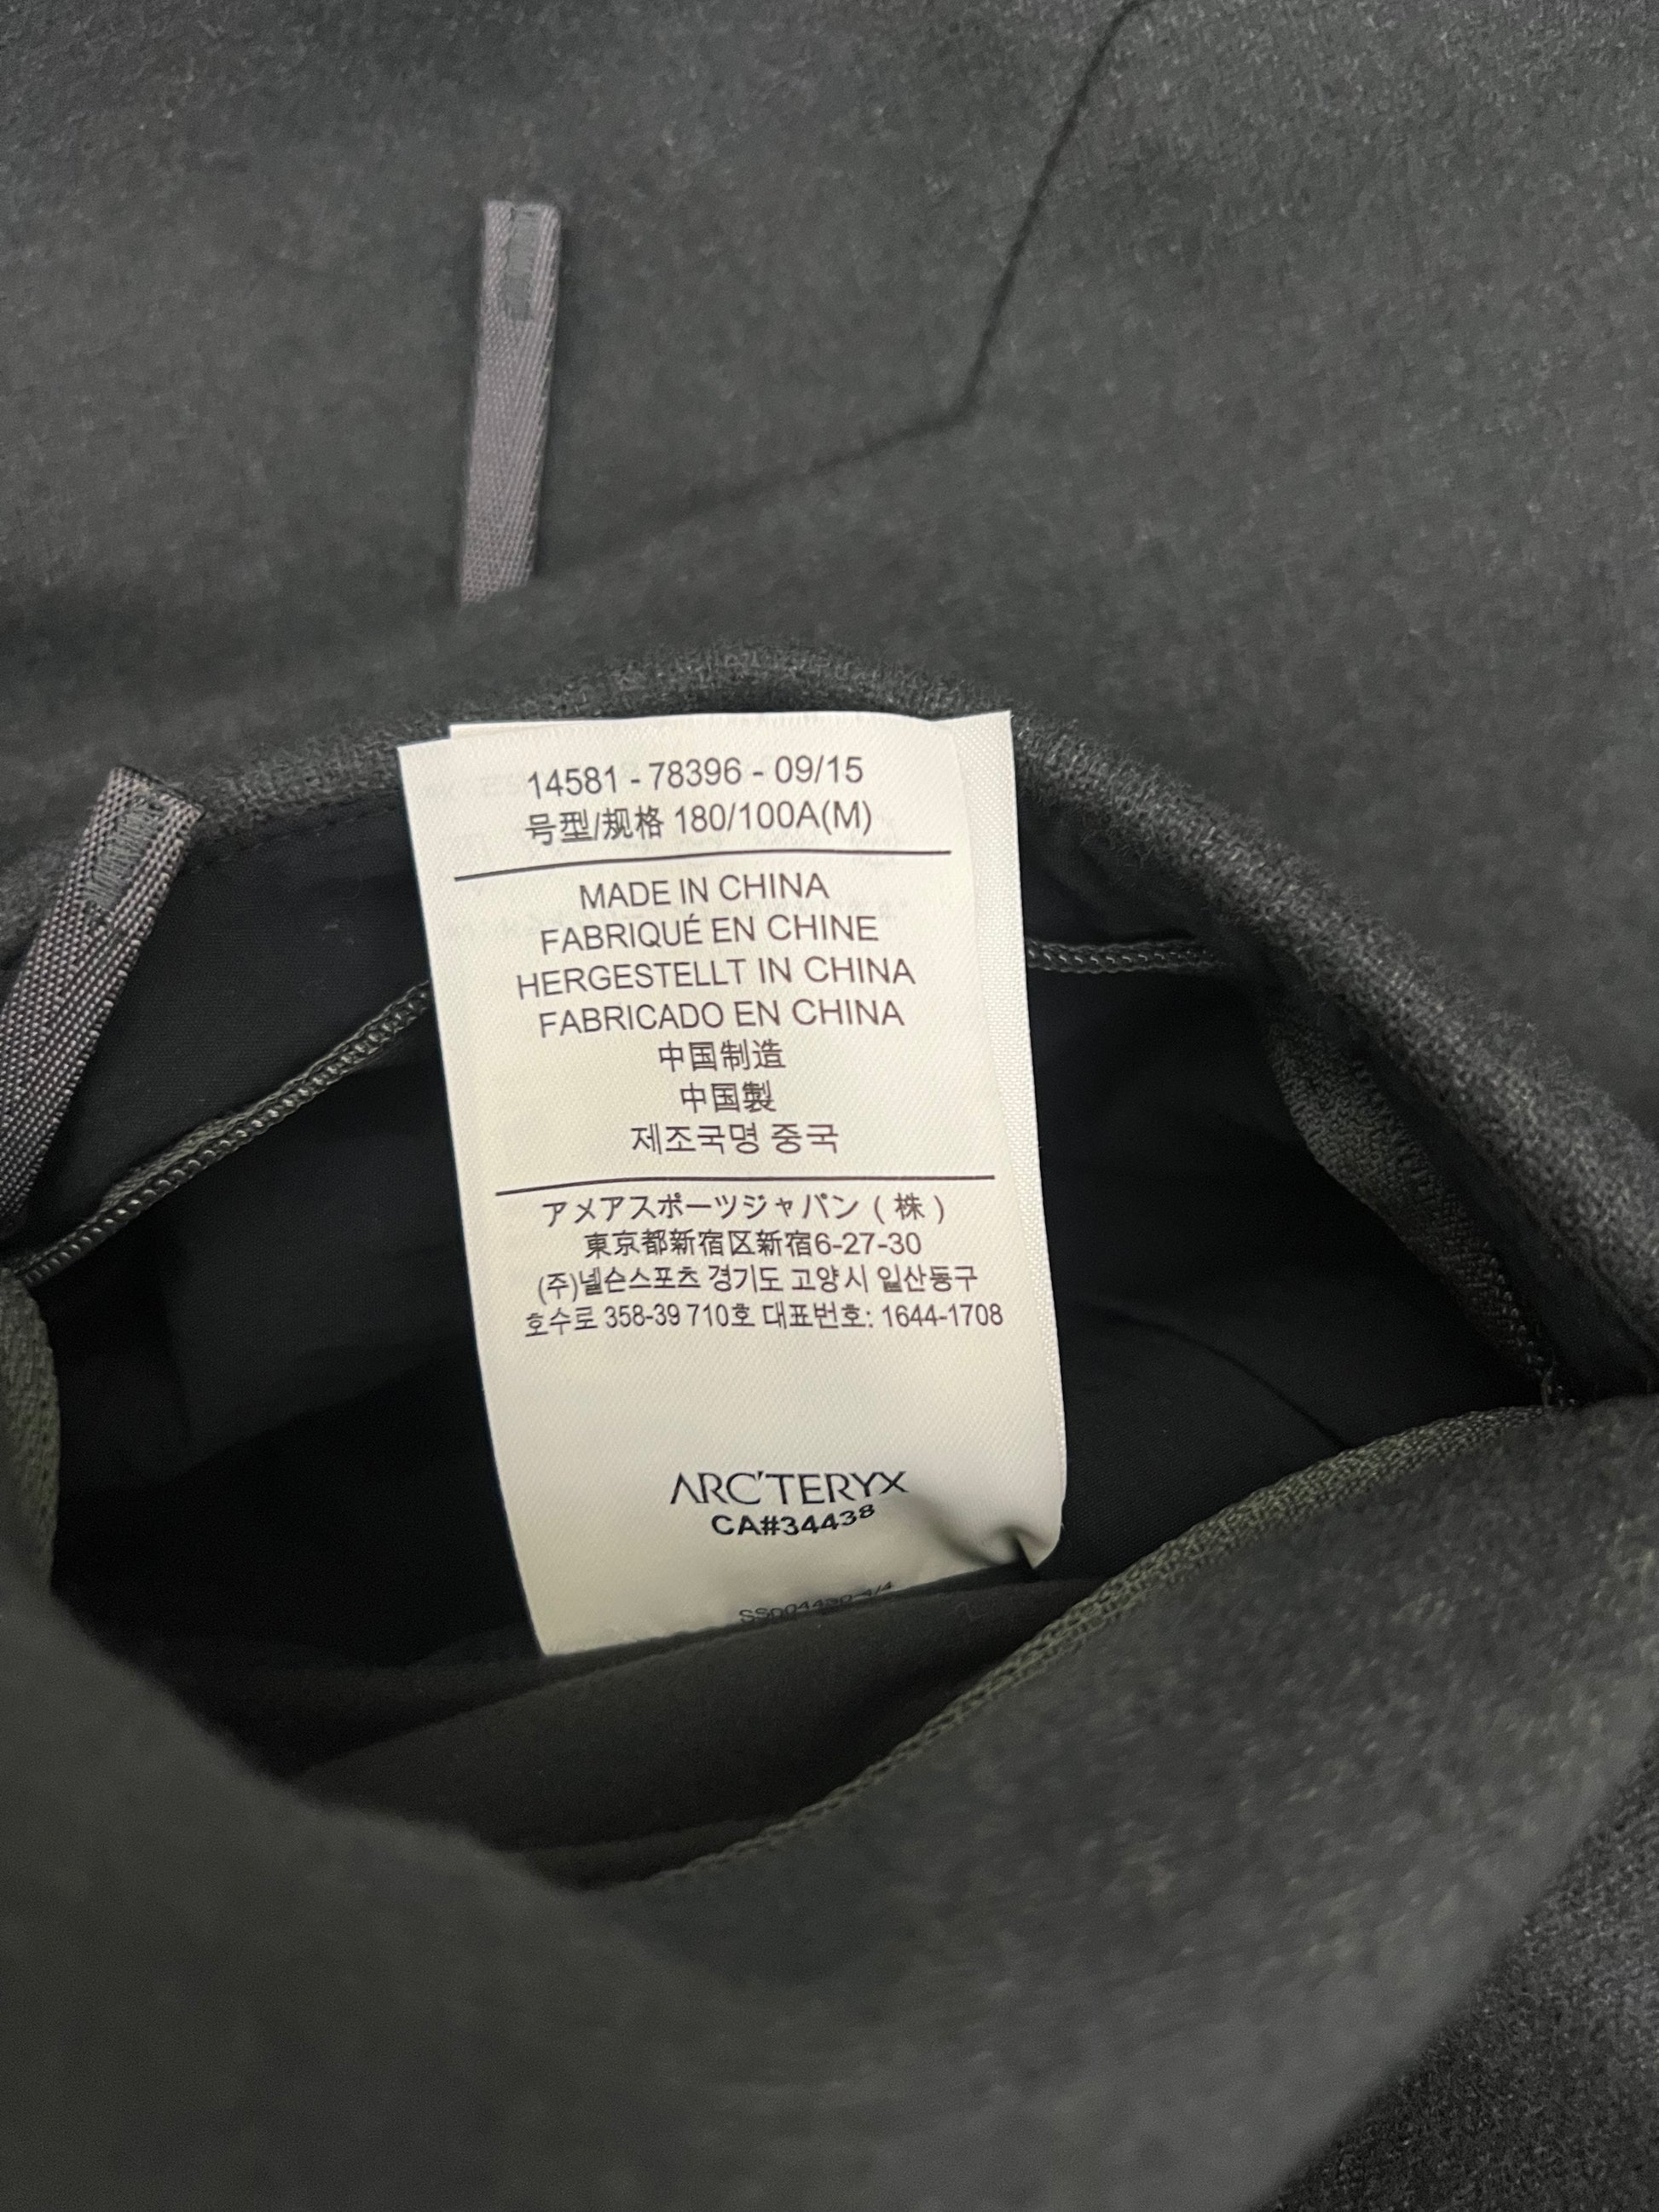 14581 - 78396 - 09/15
号型/规格 180/100A(M)
MADE IN CHINA
FABRIQUÉ EN CHINE
HERGESTELLT IN CHINA
FABRICADO EN CHINA
中国制造
中国製
제조국명 중국
アメアスポーツジャパン（株）
東京都新宿区新宿6-27-30
(주)넬슨스포츠 경기도 고양시 일산동구
호수로 358-39 710호 대표번호: 1644-1708
ARC'TERYX
CA#34438